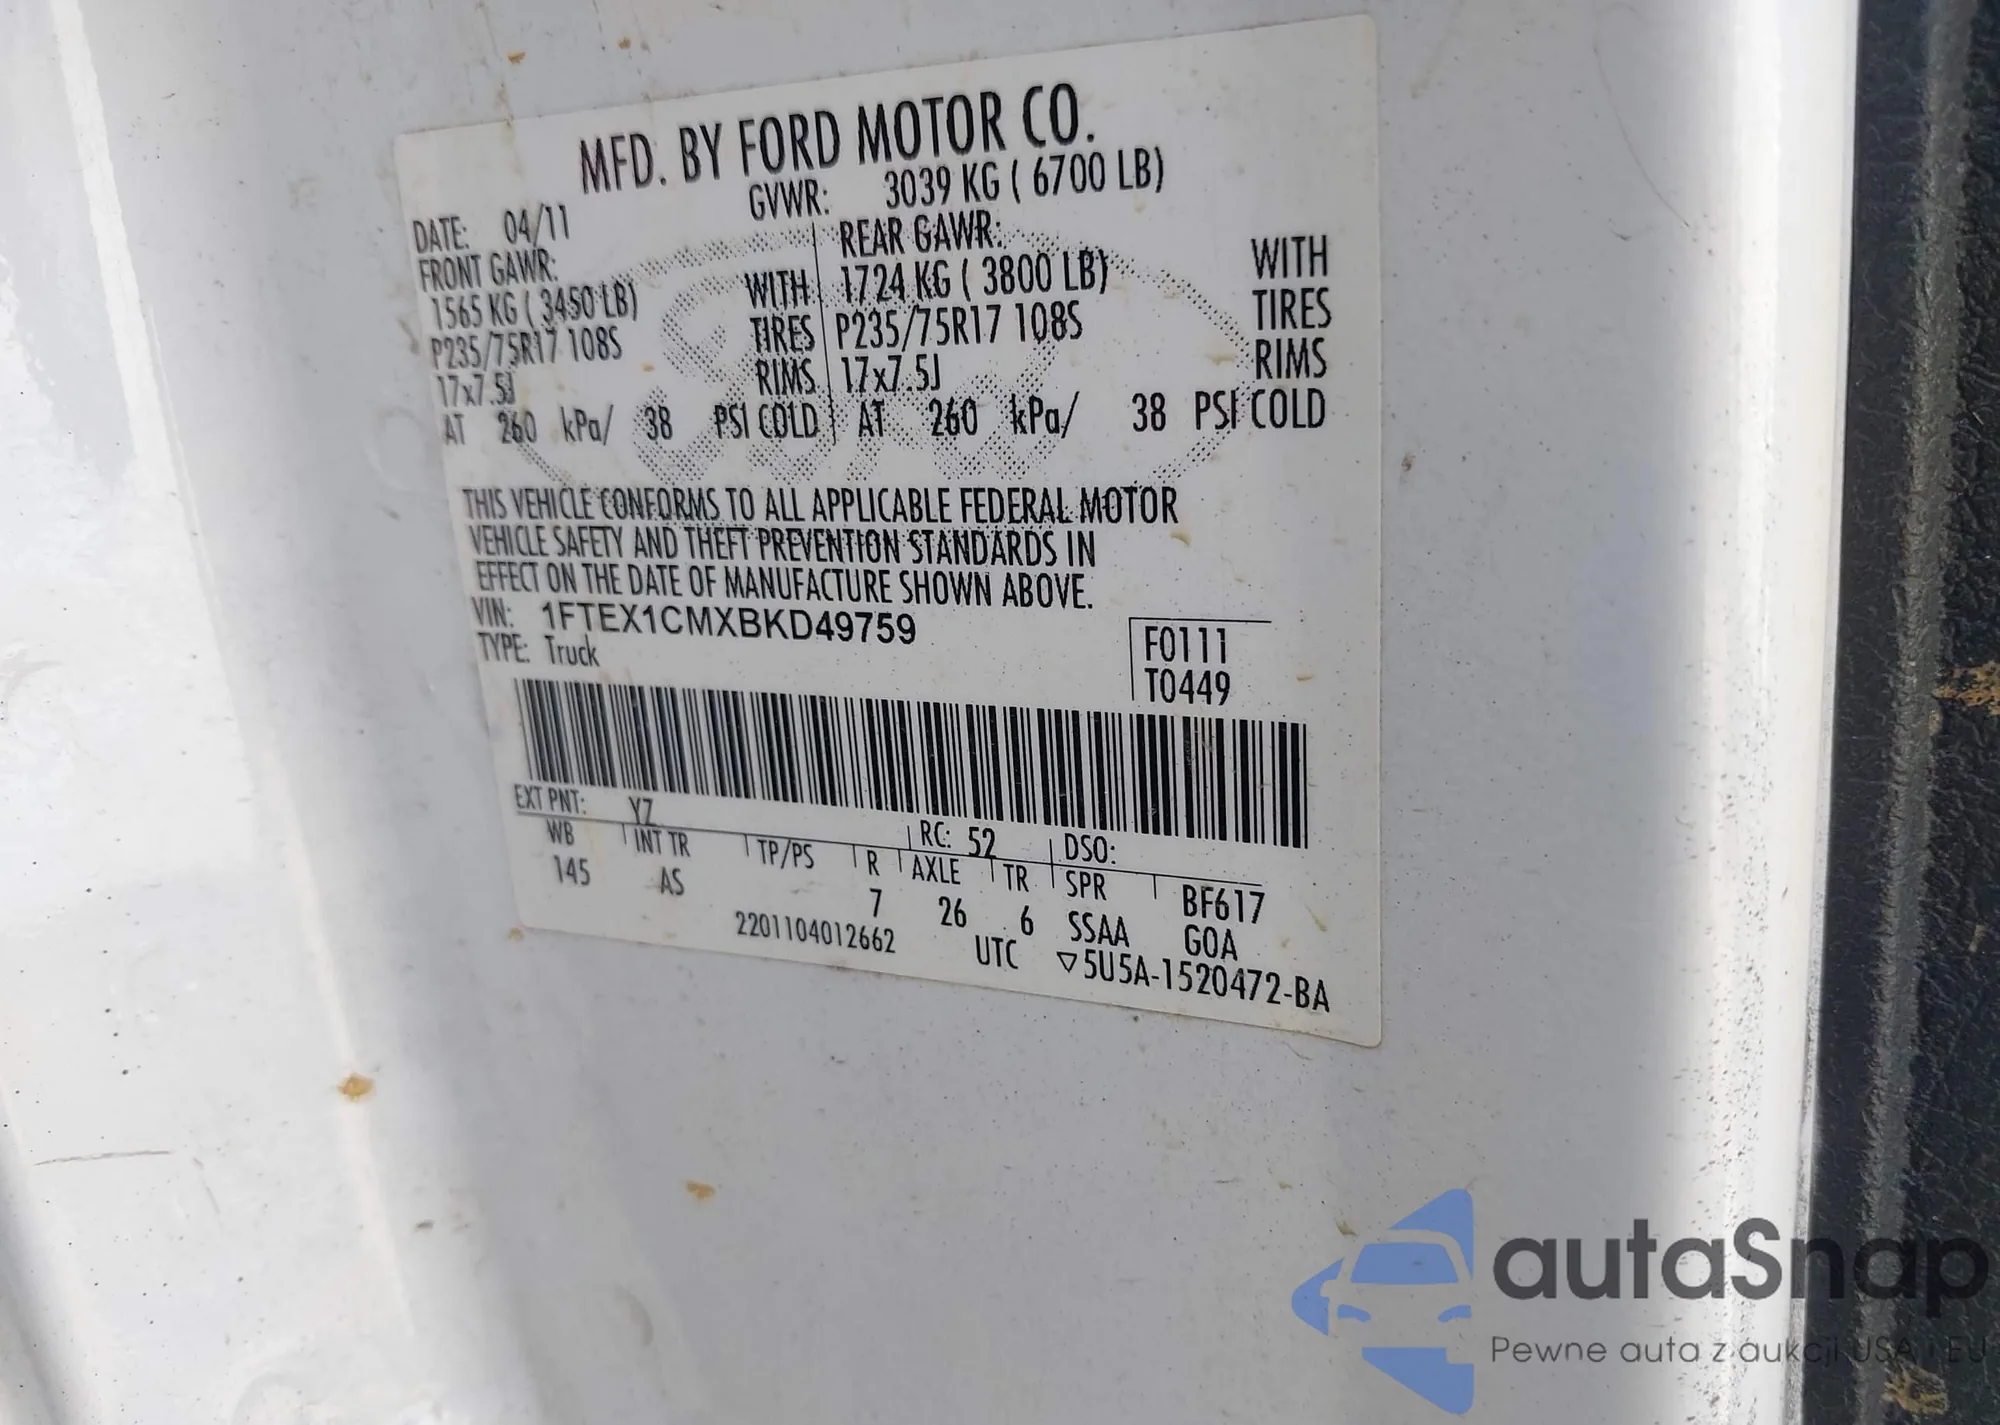 MFD. BY FORD MOTOR CO.
DATE: 04/11 GVWR: 3039 KG ( 6700 LB)
FRONT GAWR: REAR GAWR:
1565 KG ( 3450 LB) WITH 1724 KG ( 3800 LB) WITH
P235/75R17 108S TIRES P235/75R17 108S TIRES
17x7.5J RIMS 17x7.5J RIMS
AT 260 kPa/ 38 PSI COLD AT 260 kPa/ 38 PSI COLD
THIS VEHICLE CONFORMS TO ALL APPLICABLE FEDERAL MOTOR
VEHICLE SAFETY AND THEFT PREVENTION STANDARDS IN
EFFECT ON THE DATE OF MANUFACTURE SHOWN ABOVE.
VIN: 1FTEX1CMXBKD49759
TYPE: Truck
F0111
T0449
EXT PNT: YZ RC: 52 DSO:
WB INT TR TP/PS R AXLE TR SPR BF617
145 AS 7 26 6 SSAA GOA
2201104012662 UTC ▽5U5A-1520472-BA
autaSnap
Pewne auta z aukcji USA i EU